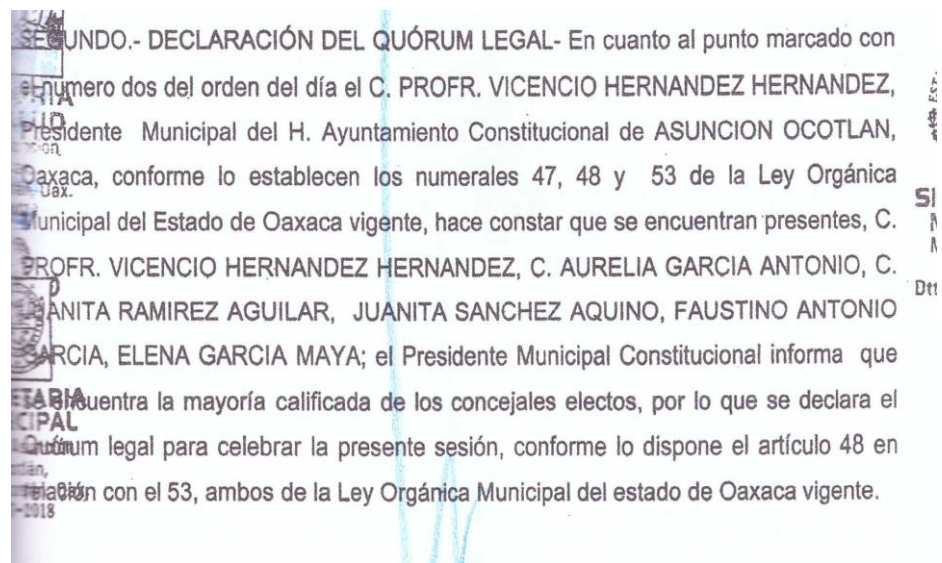 SEGUNDO.- DECLARACIÓN DEL QUÓRUM LEGAL- En cuanto al punto marcado con
el numero dos del orden del día el C. PROFR. VICENCIO HERNANDEZ HERNANDEZ,
Presidente Municipal del H. Ayuntamiento Constitucional de ASUNCION OCOTLAN,
Oaxaca, conforme lo establecen los numerales 47, 48 y 53 de la Ley Orgánica
Municipal del Estado de Oaxaca vigente, hace constar que se encuentran presentes, C.
PROFR. VICENCIO HERNANDEZ HERNANDEZ, C. AURELIA GARCIA ANTONIO, C.
JUANITA RAMIREZ AGUILAR, JUANITA SANCHEZ AQUINO, FAUSTINO ANTONIO
GARCIA, ELENA GARCIA MAYA; el Presidente Municipal Constitucional informa que
se encuentra la mayoría calificada de los concejales electos, por lo que se declara el
Quórum legal para celebrar la presente sesión, conforme lo dispone el artículo 48 en
relación con el 53, ambos de la Ley Orgánica Municipal del estado de Oaxaca vigente.